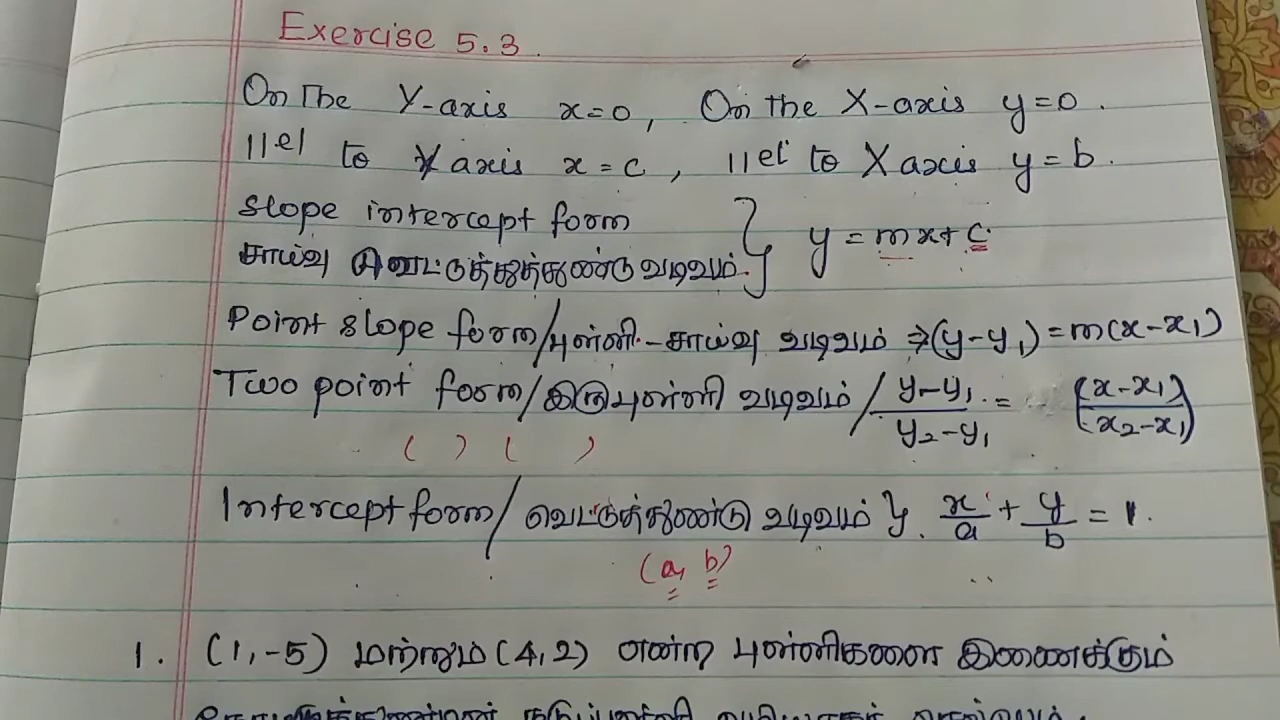 Exercise 5.3.
On The Y-axis x=0, On the X-axis y=0.
llel to Y axis x=c, llel to X axis y=b.
Slope intercept form
சாய்வு வெட்டுத்துண்டு வடிவம் } y=mx+c.
Point slope form/புள்ளி-சாய்வு வடிவம் ⇒(y-y₁)=m(x-x₁)
Two point form/இருபுள்ளி வடிவம் / (y-y₁)/(y₂-y₁) = (x-x₁)/(x₂-x₁)
( ) ( )
Intercept form/ வெட்டுத்துண்டு வடிவம் }. x/a + y/b = 1.
(a, b)
1. (1,-5) மற்றும் (4,2) என்ற புள்ளிகளை இணைக்கும்